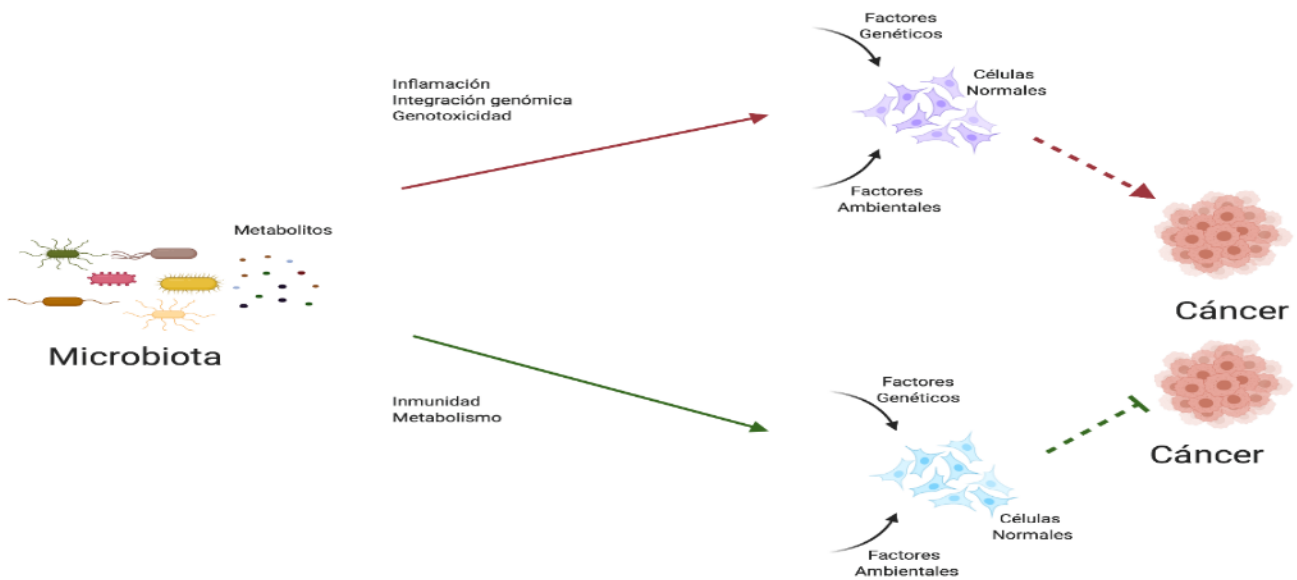 Factores
Genéticos
Células
Normales
Inflamación
Integración genómica
Genotoxicidad
Factores
Ambientales
Metabolitos
Microbiota
Cáncer
Inmunidad
Metabolismo
Factores
Genéticos
Cáncer
Células
Normales
Factores
Ambientales